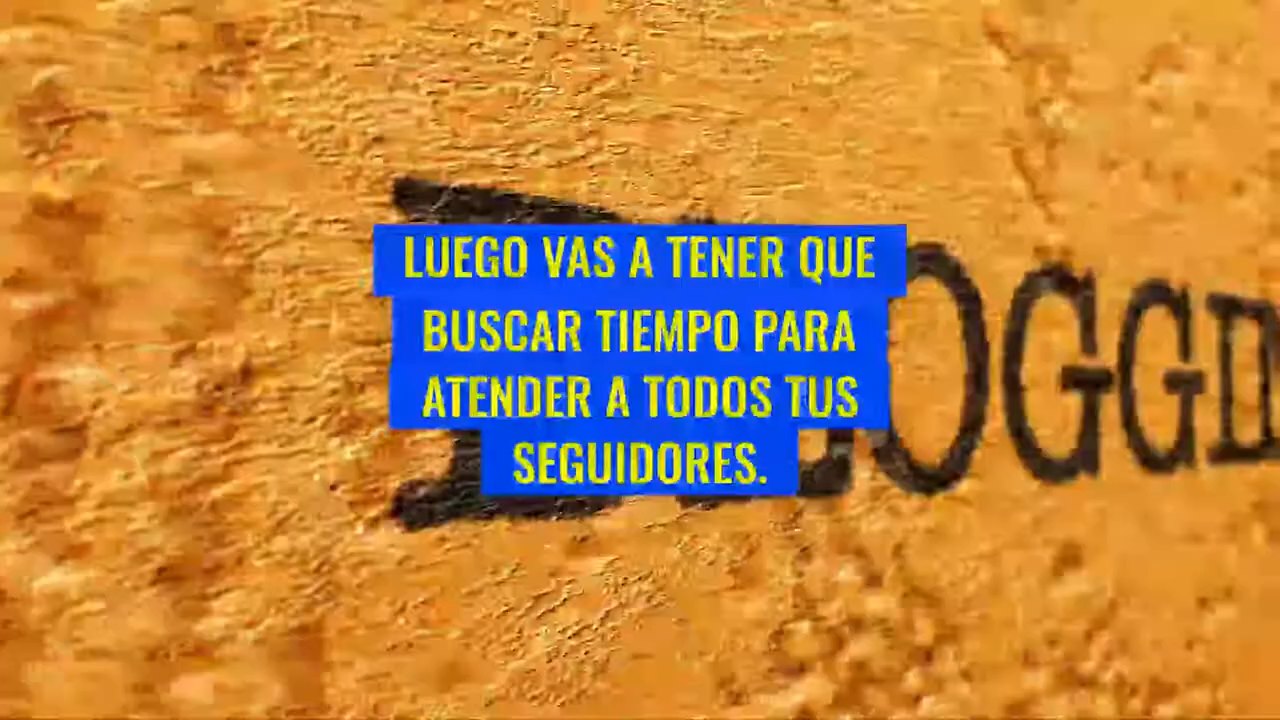 LUEGO VAS A TENER QUE
BUSCAR TIEMPO PARA
ATENDER A TODOS TUS
SEGUIDORES.